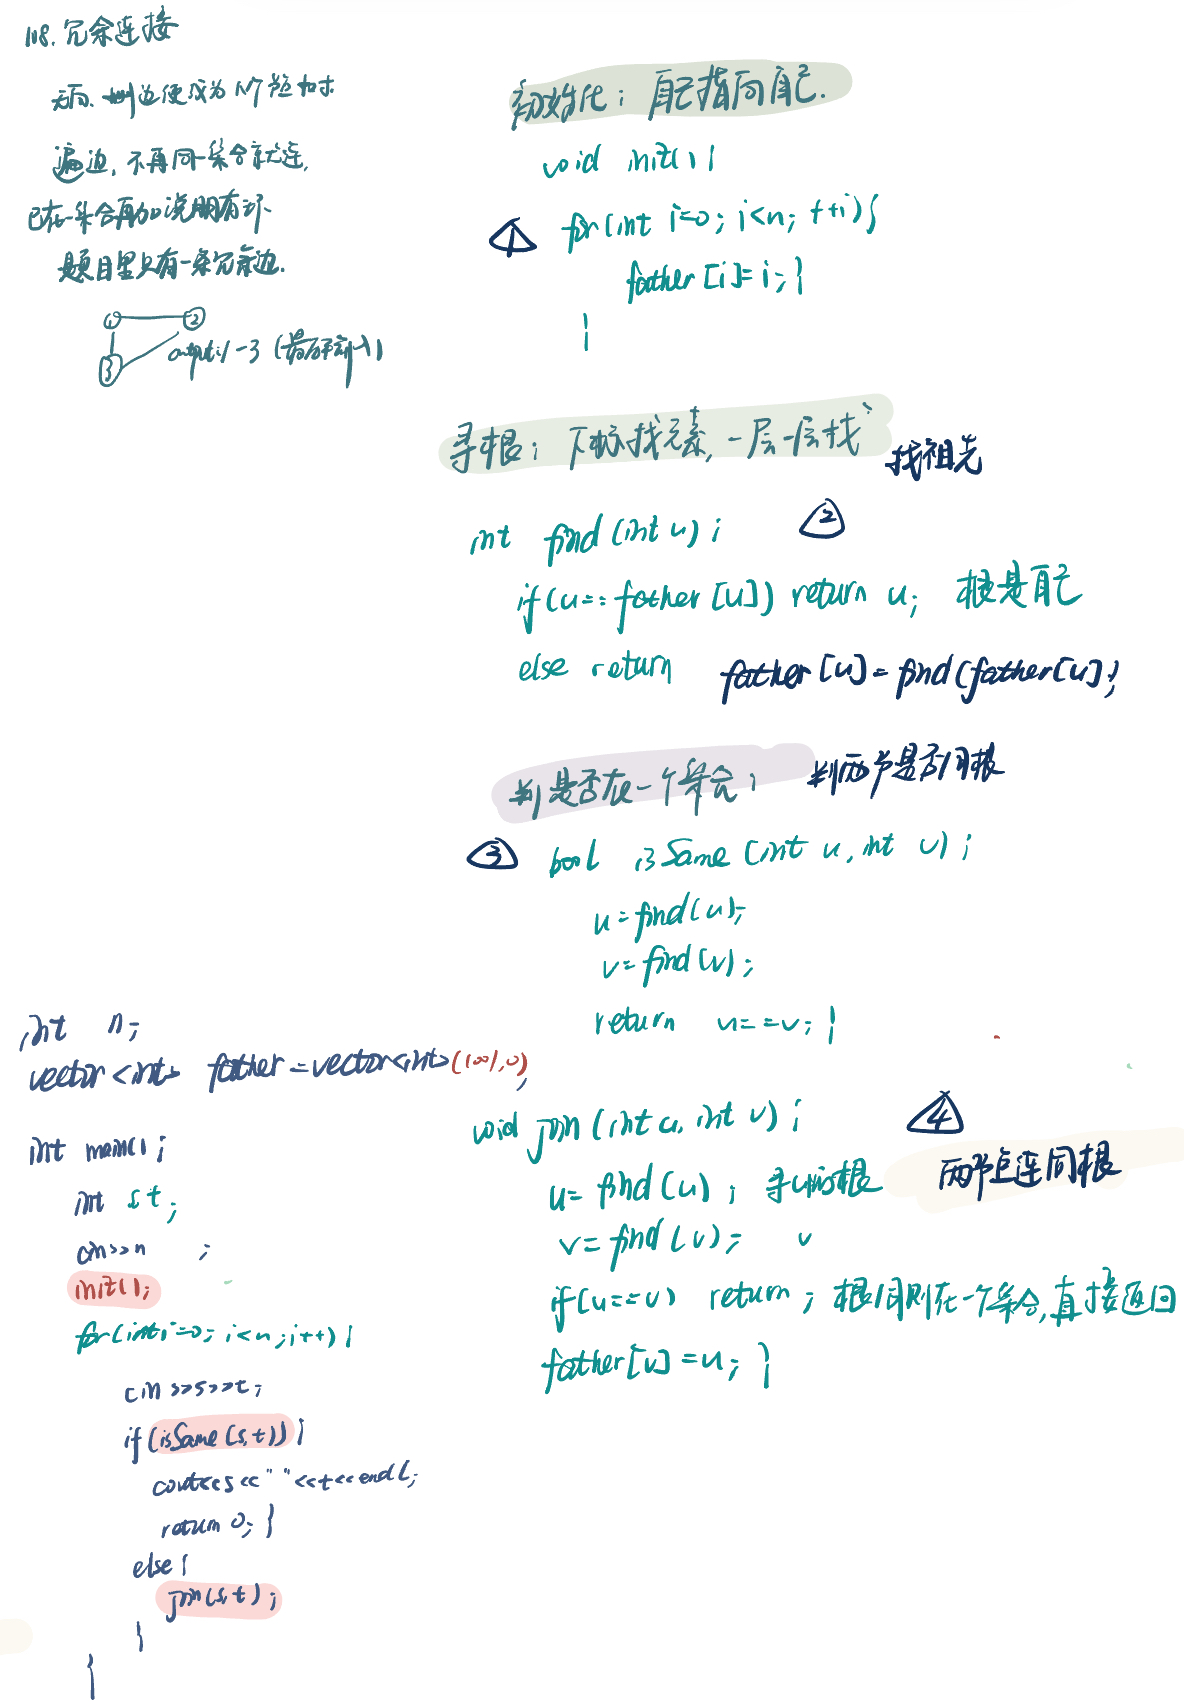 108.冗余连接
无向.删边使成为N个节点树
遍边,不再同一集合就连,
已在一集合再加说明有环.
题目里只有一条冗余边.
1 2
3 output:1-3 (最后那个)
初始化:自己指向自己.
void init(){
① for(int i=0; i<n; ++i){
father[i]=i;}
}
寻根:下标找元素,一层一层找
找祖先
int find(int u){ ②
if(u==father[u]) return u; 根是自己
else return father[u]=find(father[u];
判是否在一个集合: 判两节是否同根
③ bool isSame(int u,int v){
u=find(u);
v=find(v);
return u==v;}
void join(int u,int v){ ④
u=find(u); 寻u的根 两节点连同根
v=find(v); v
if(u==v) return; 根同则在一个集合,直接返回
father[v]=u;}
int n;
vector<int> father=vector<int>(1001,0);
int main(){
int s t;
cin>>n ;
init();
for(int i=0;i<n;i++){
cin>>s>>t;
if(isSame(s,t)){
cout<<s<<" "<<t<<endl;
return 0;}
else{
join(s,t);
}
}